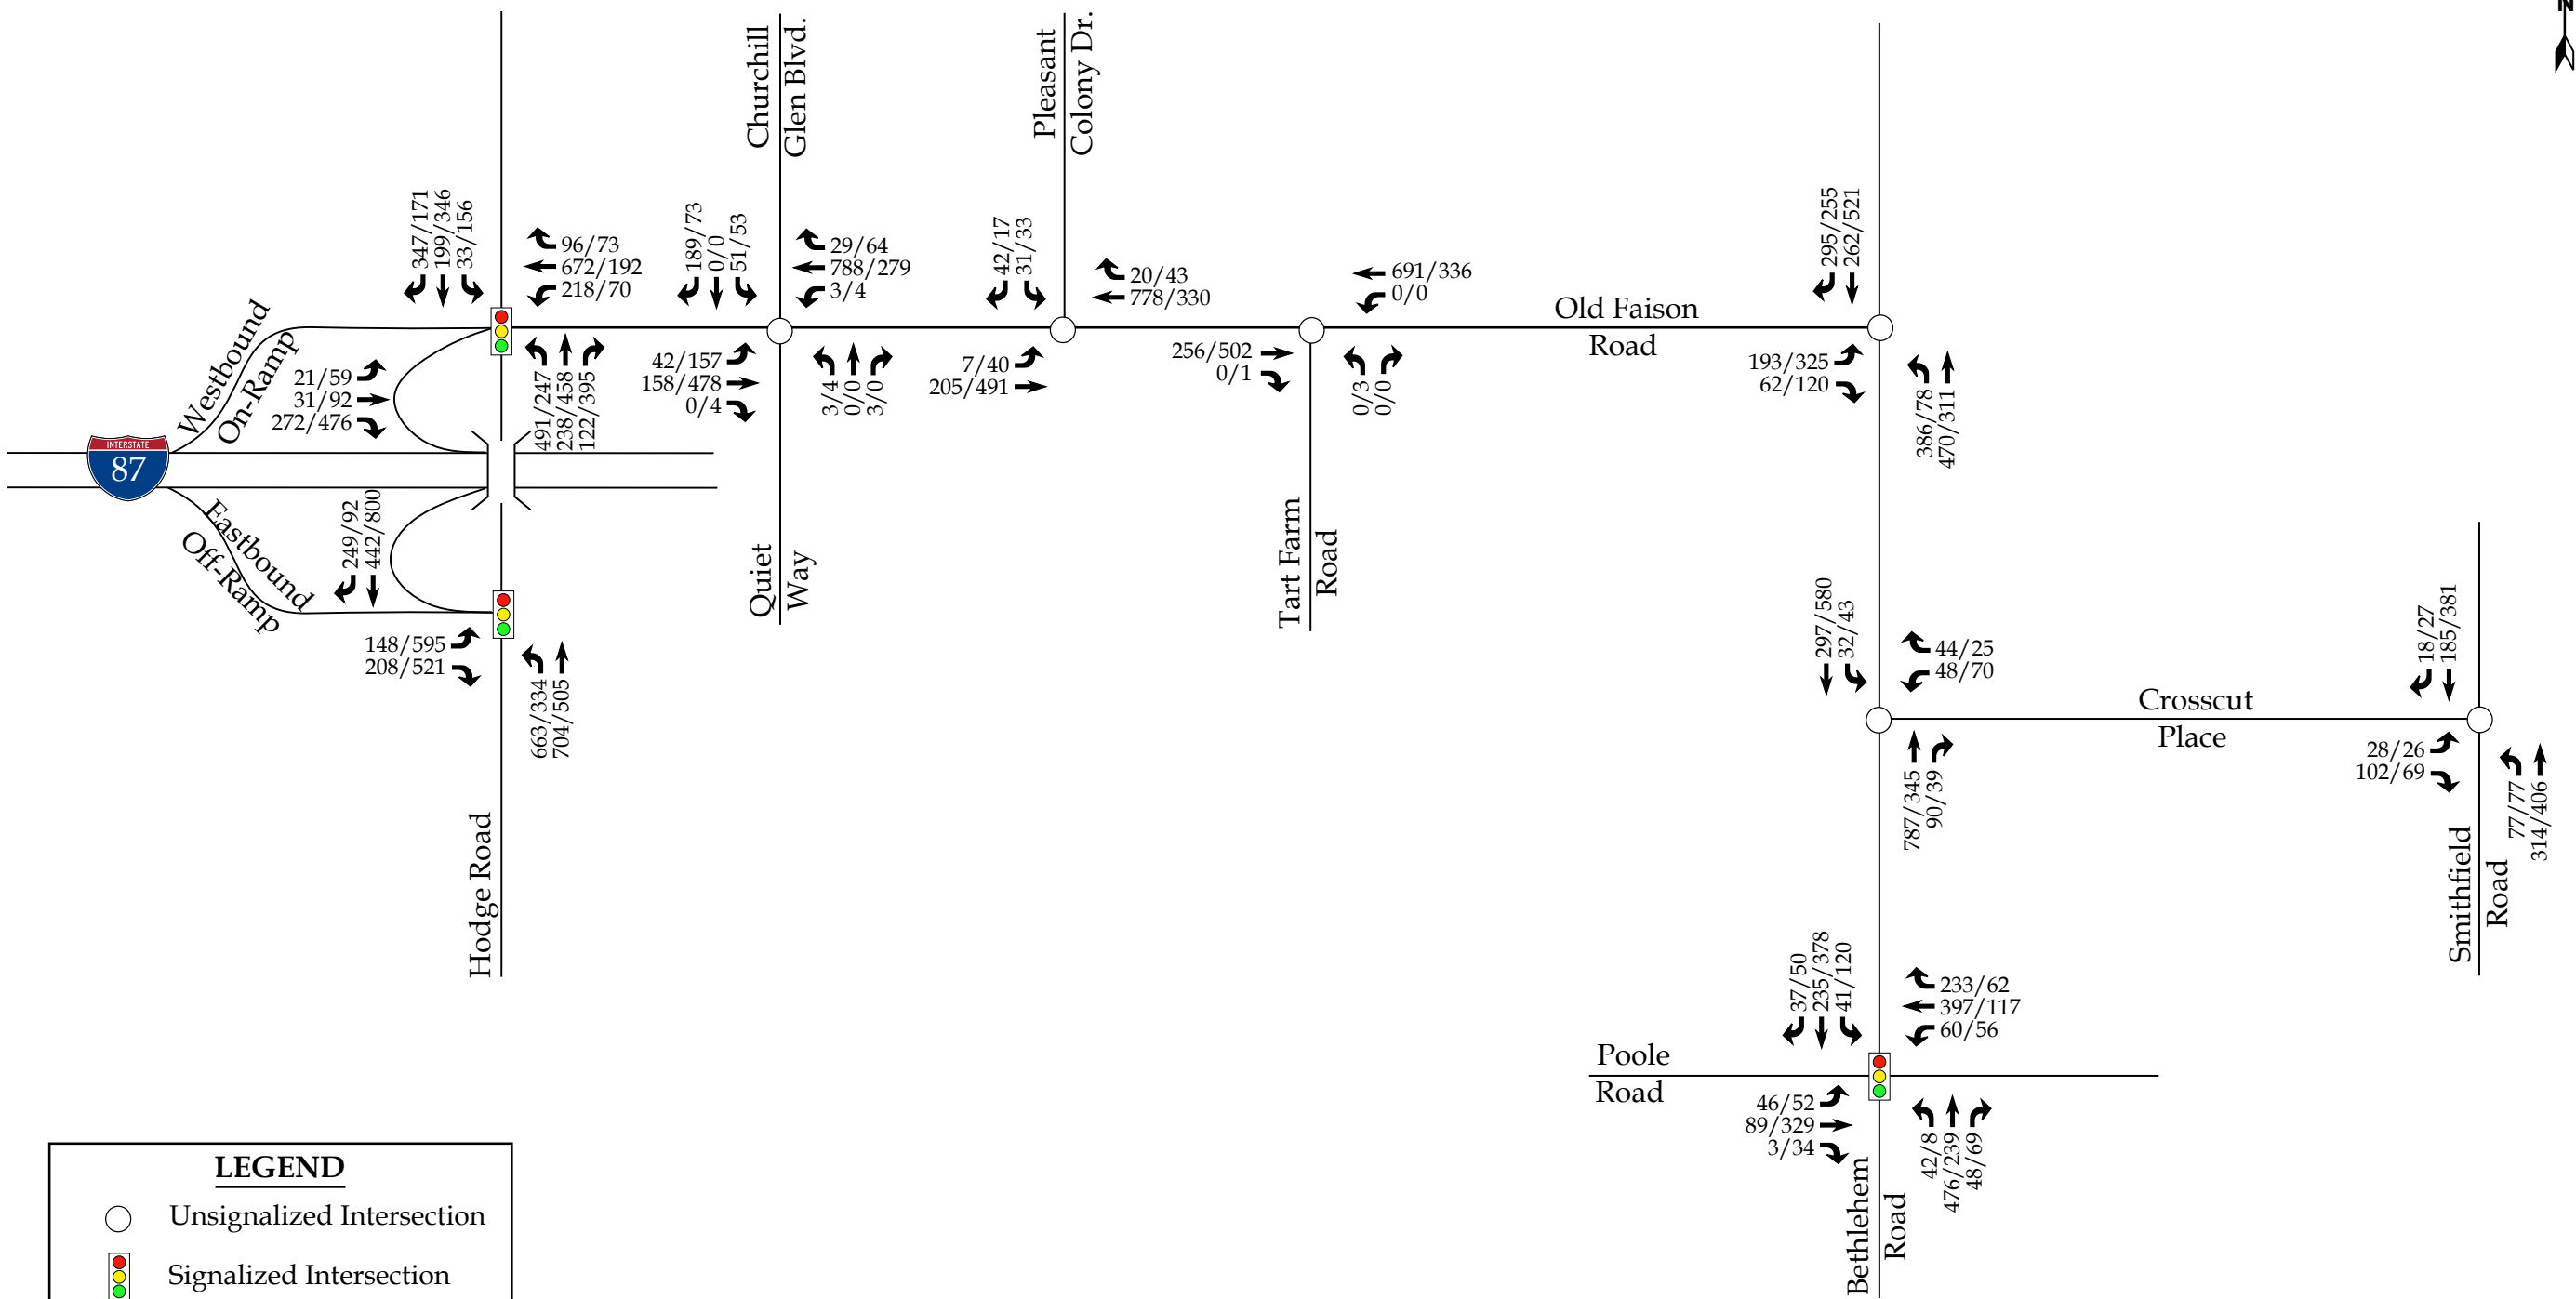 N
Churchill
Glen Blvd.
Pleasant
Colony Dr.
347/171
199/346
33/156
96/73
672/192
218/70
189/73
0/0
51/53
29/64
788/279
3/4
42/17
31/33
20/43
778/330
691/336
0/0
Old Faison
Road
295/255
262/521
Westbound
On-Ramp
21/59
31/92
272/476
491/247
238/458
122/395
42/157
158/478
0/4
3/4
0/0
3/0
7/40
205/491
256/502
0/1
0/3
0/0
193/325
62/120
386/78
470/311
INTERSTATE
87
Eastbound
Off-Ramp
249/92
442/800
Quiet
Way
Tart Farm
Road
148/595
208/521
663/334
704/505
297/580
32/43
44/25
48/70
Crosscut
Place
18/27
185/381
28/26
102/69
77/77
314/406
787/345
90/39
Hodge Road
Smithfield
Road
37/50
235/378
41/120
233/62
397/117
60/56
Poole
Road
46/52
89/329
3/34
42/8
476/239
48/69
Bethlehem
Road
LEGEND
Unsignalized Intersection
Signalized Intersection